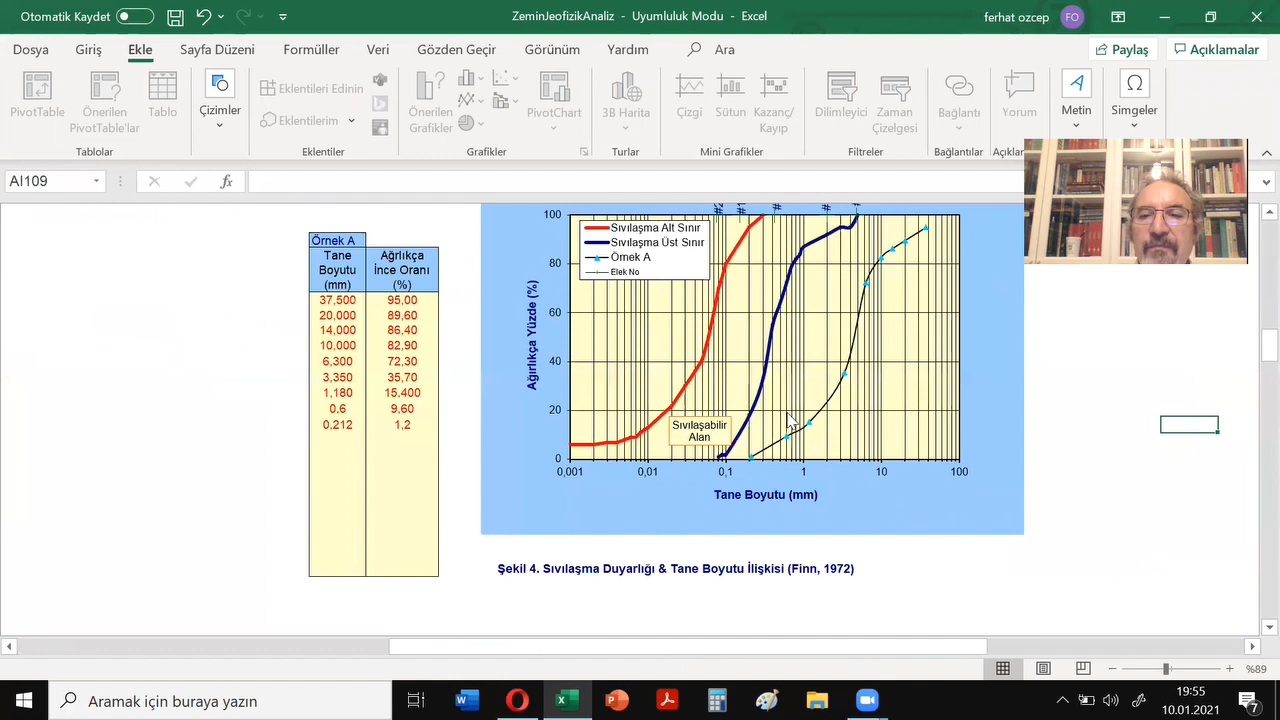 Otomatik Kaydet
ZeminJeofizikAnaliz - Uyumluluk Modu - Excel
ferhat ozcep
FO
Dosya Giriş Ekle Sayfa Düzeni Formüller Veri Gözden Geçir Görünüm Yardım Ara
Paylaş
Açıklamalar
PivotTable
Önerilen
PivotTable'lar
Tablo
Çizimler
Eklentileri Edinin
Eklentilerim
Önerilen
Grafikler
PivotChart
3B Harita
Çizgi
Sütun
Kazanç/
Kayıp
Dilimleyici
Zaman
Çizelgesi
Bağlantı
Yorum
Metin
Simgeler
Tablolar
Eklentiler
Grafikler
Turlar
Mini Grafikler
Filtreler
Bağlantılar
AI109
fx
Örnek A
Tane
Boyutu
(mm)
Ağrlıkça
İnce Oranı
(%)
37,500 95,00
20,000 89,60
14,000 86,40
10,000 82,90
6,300 72,30
3,350 35,70
1,180 15.400
0,6 9,60
0,212 1,2
Sıvılaşma Alt Sınır
Sıvılaşma Üst Sınır
Örnek A
Elek No
100
80
60
40
20
0
Ağırlıkça Yüzde (%)
Sıvılaşabilir
Alan
0,001 0,01 0,1 1 10 100
Tane Boyutu (mm)
Şekil 4. Sıvılaşma Duyarlığı & Tane Boyutu İlişkisi (Finn, 1972)
%89
Aramak için buraya yazın
19:55
10.01.2021
7